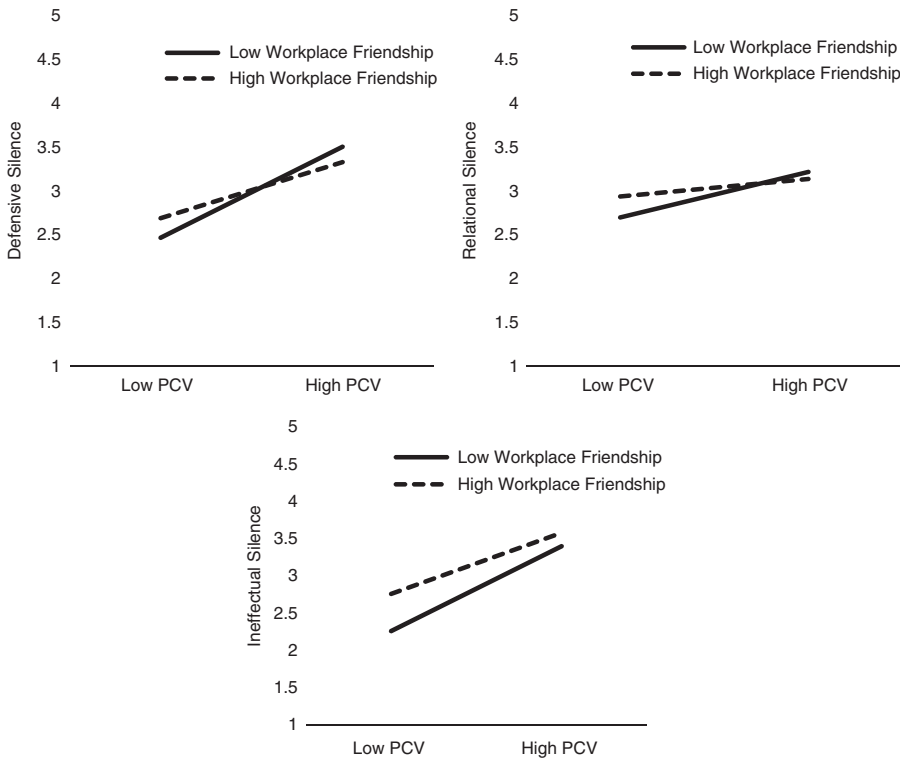 5
4.5
4
3.5
3
2.5
2
1.5
1
Defensive Silence
Low Workplace Friendship
High Workplace Friendship
Low PCV High PCV
5
4.5
4
3.5
3
2.5
2
1.5
1
Relational Silence
Low Workplace Friendship
High Workplace Friendship
Low PCV High PCV
5
4.5
4
3.5
3
2.5
2
1.5
1
Ineffectual Silence
Low Workplace Friendship
High Workplace Friendship
Low PCV High PCV